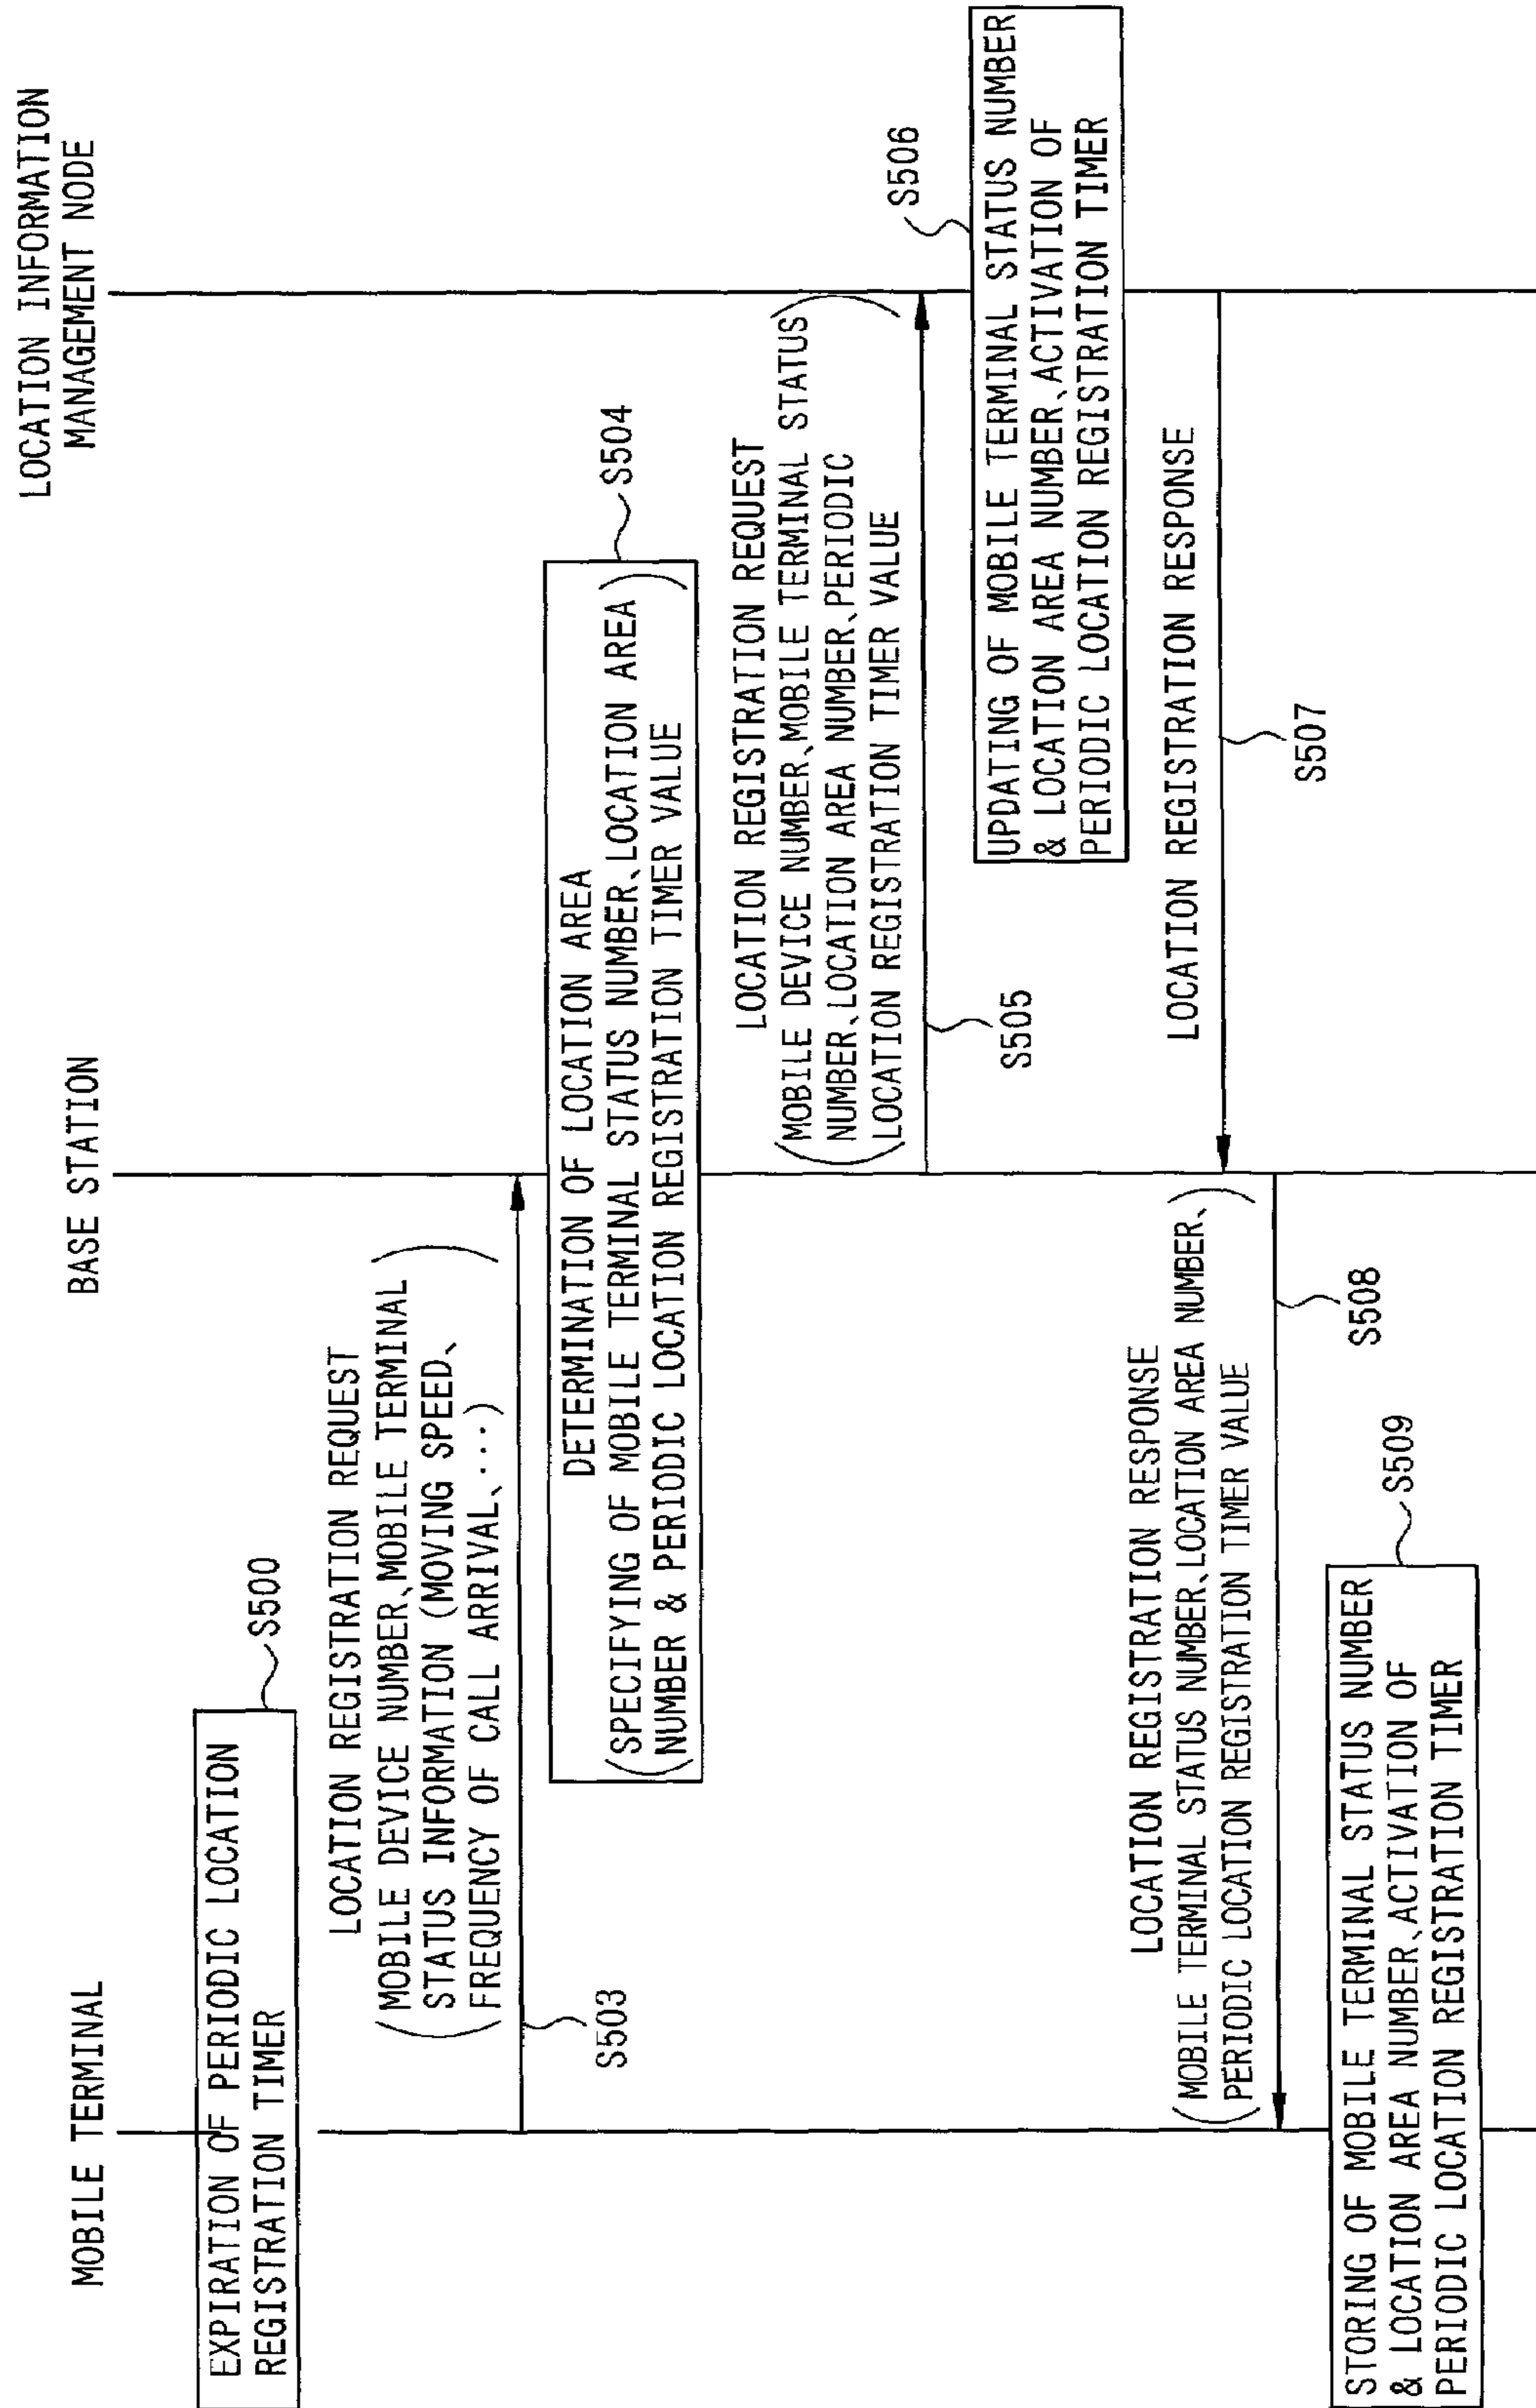 MOBILE TERMINAL
BASE STATION
LOCATION INFORMATION
MANAGEMENT NODE
EXPIRATION OF PERIODIC LOCATION
REGISTRATION TIMER
S500
LOCATION REGISTRATION REQUEST
(MOBILE DEVICE NUMBER、MOBILE TERMINAL
STATUS INFORMATION (MOVING SPEED、
FREQUENCY OF CALL ARRIVAL、···))
S503
DETERMINATION OF LOCATION AREA
(SPECIFYING OF MOBILE TERMINAL STATUS NUMBER、LOCATION AREA
NUMBER & PERIODIC LOCATION REGISTRATION TIMER VALUE)
S504
LOCATION REGISTRATION REQUEST
(MOBILE DEVICE NUMBER、MOBILE TERMINAL STATUS
NUMBER、LOCATION AREA NUMBER、PERIODIC
LOCATION REGISTRATION TIMER VALUE)
S505
UPDATING OF MOBILE TERMINAL STATUS NUMBER
& LOCATION AREA NUMBER、ACTIVATION OF
PERIODIC LOCATION REGISTRATION TIMER
S506
LOCATION REGISTRATION RESPONSE
S507
LOCATION REGISTRATION RESPONSE
(MOBILE TERMINAL STATUS NUMBER、LOCATION AREA NUMBER、
PERIODIC LOCATION REGISTRATION TIMER VALUE)
S508
STORING OF MOBILE TERMINAL STATUS NUMBER
& LOCATION AREA NUMBER、ACTIVATION OF
PERIODIC LOCATION REGISTRATION TIMER
S509